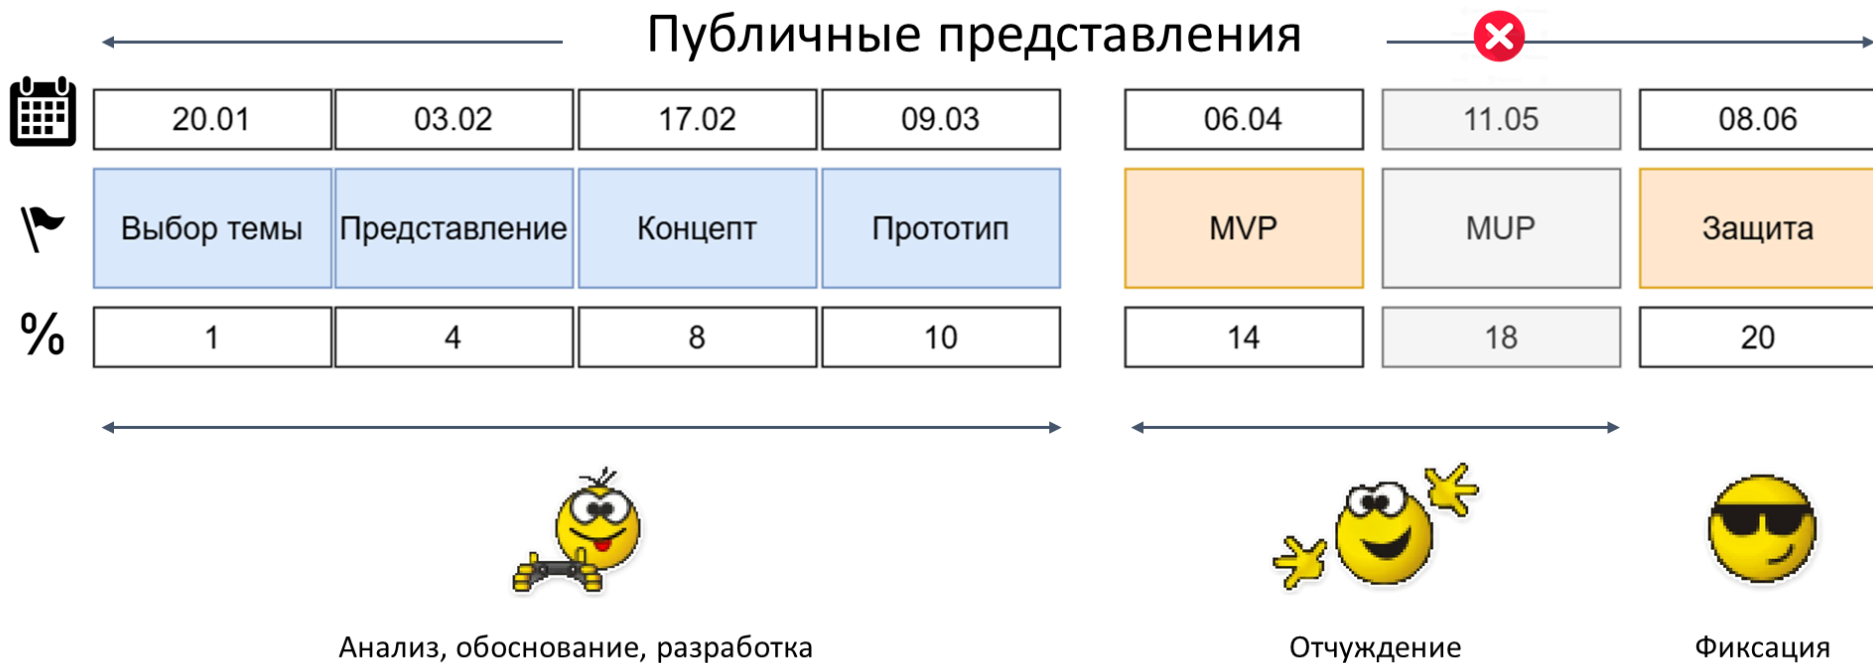 Публичные представления
20.01 03.02 17.02 09.03 06.04 11.05 08.06
Выбор темы Представление Концепт Прототип MVP MUP Защита
% 1 4 8 10 14 18 20
Анализ, обоснование, разработка Отчуждение Фиксация